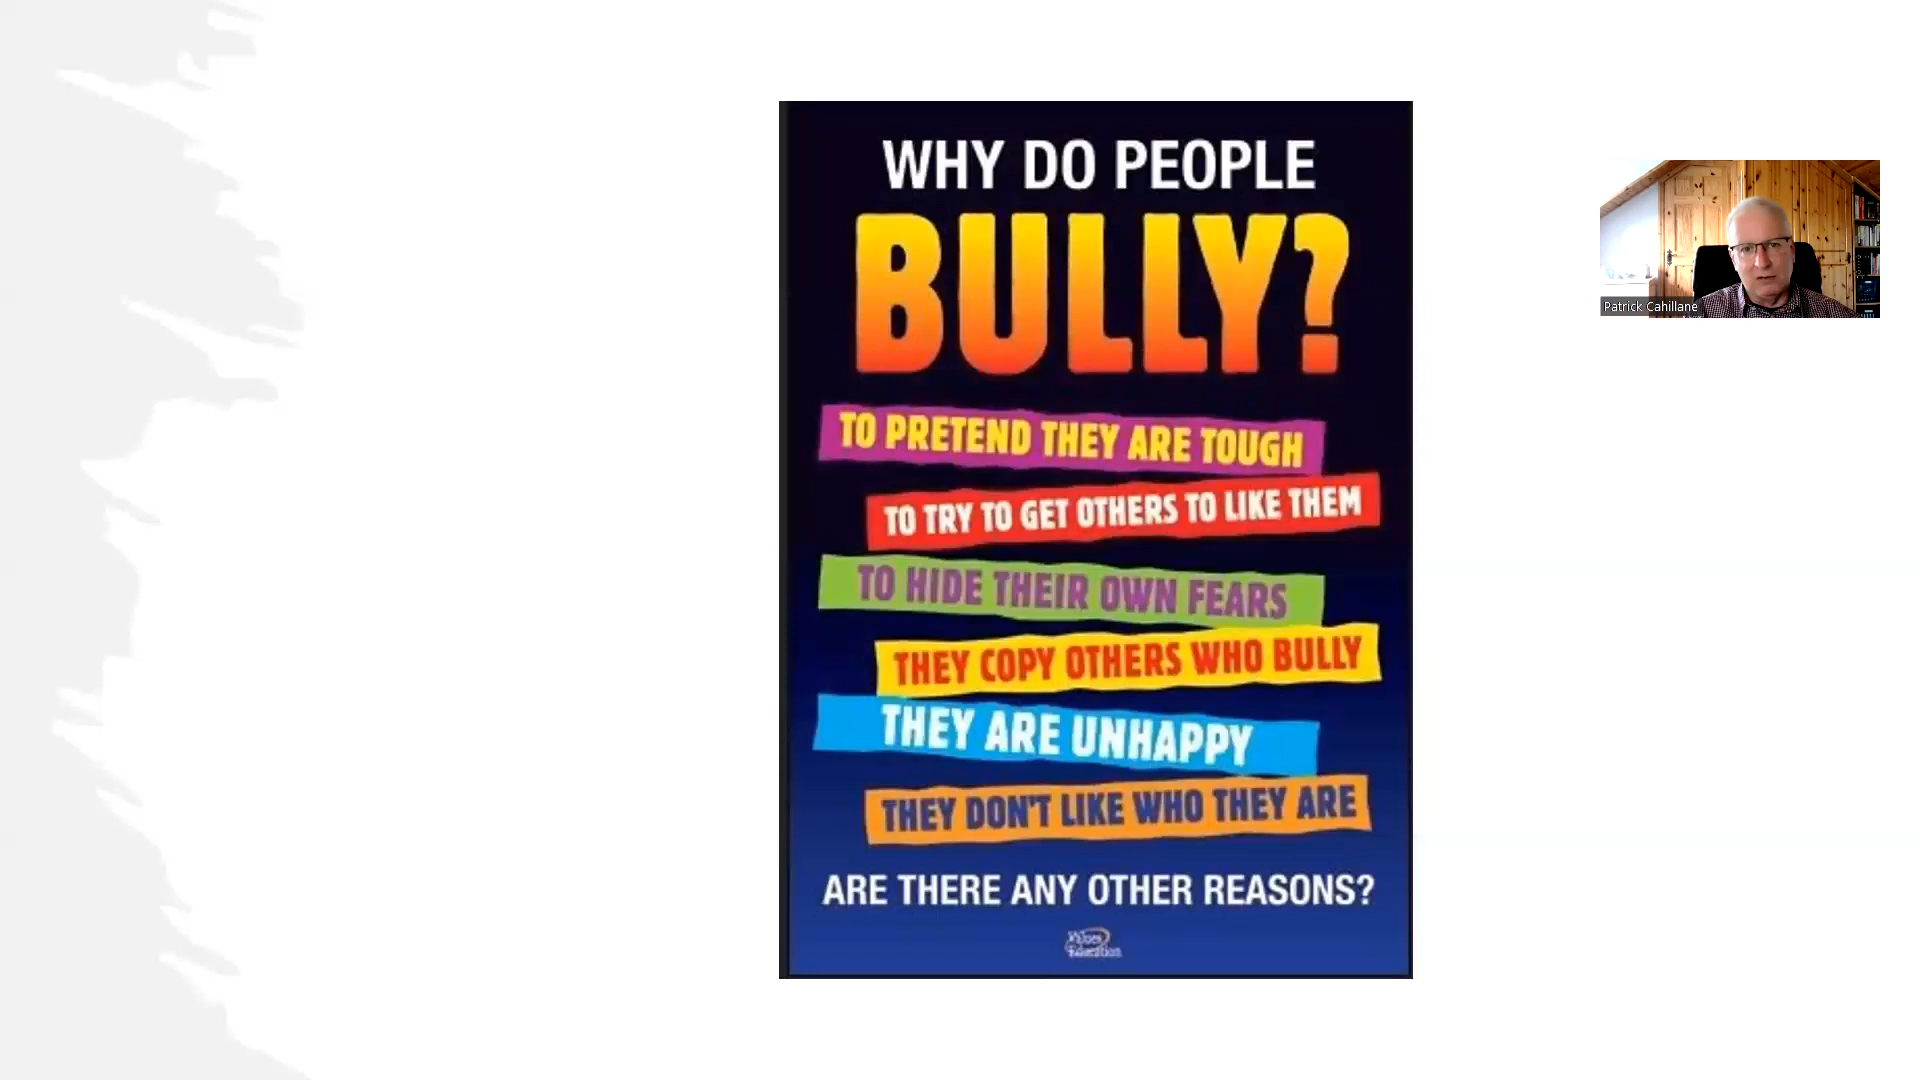 WHY DO PEOPLE
BULLY?
TO PRETEND THEY ARE TOUGH
TO TRY TO GET OTHERS TO LIKE THEM
TO HIDE THEIR OWN FEARS
THEY COPY OTHERS WHO BULLY
THEY ARE UNHAPPY
THEY DON'T LIKE WHO THEY ARE
ARE THERE ANY OTHER REASONS?
Values
Education
Patrick Cahillane